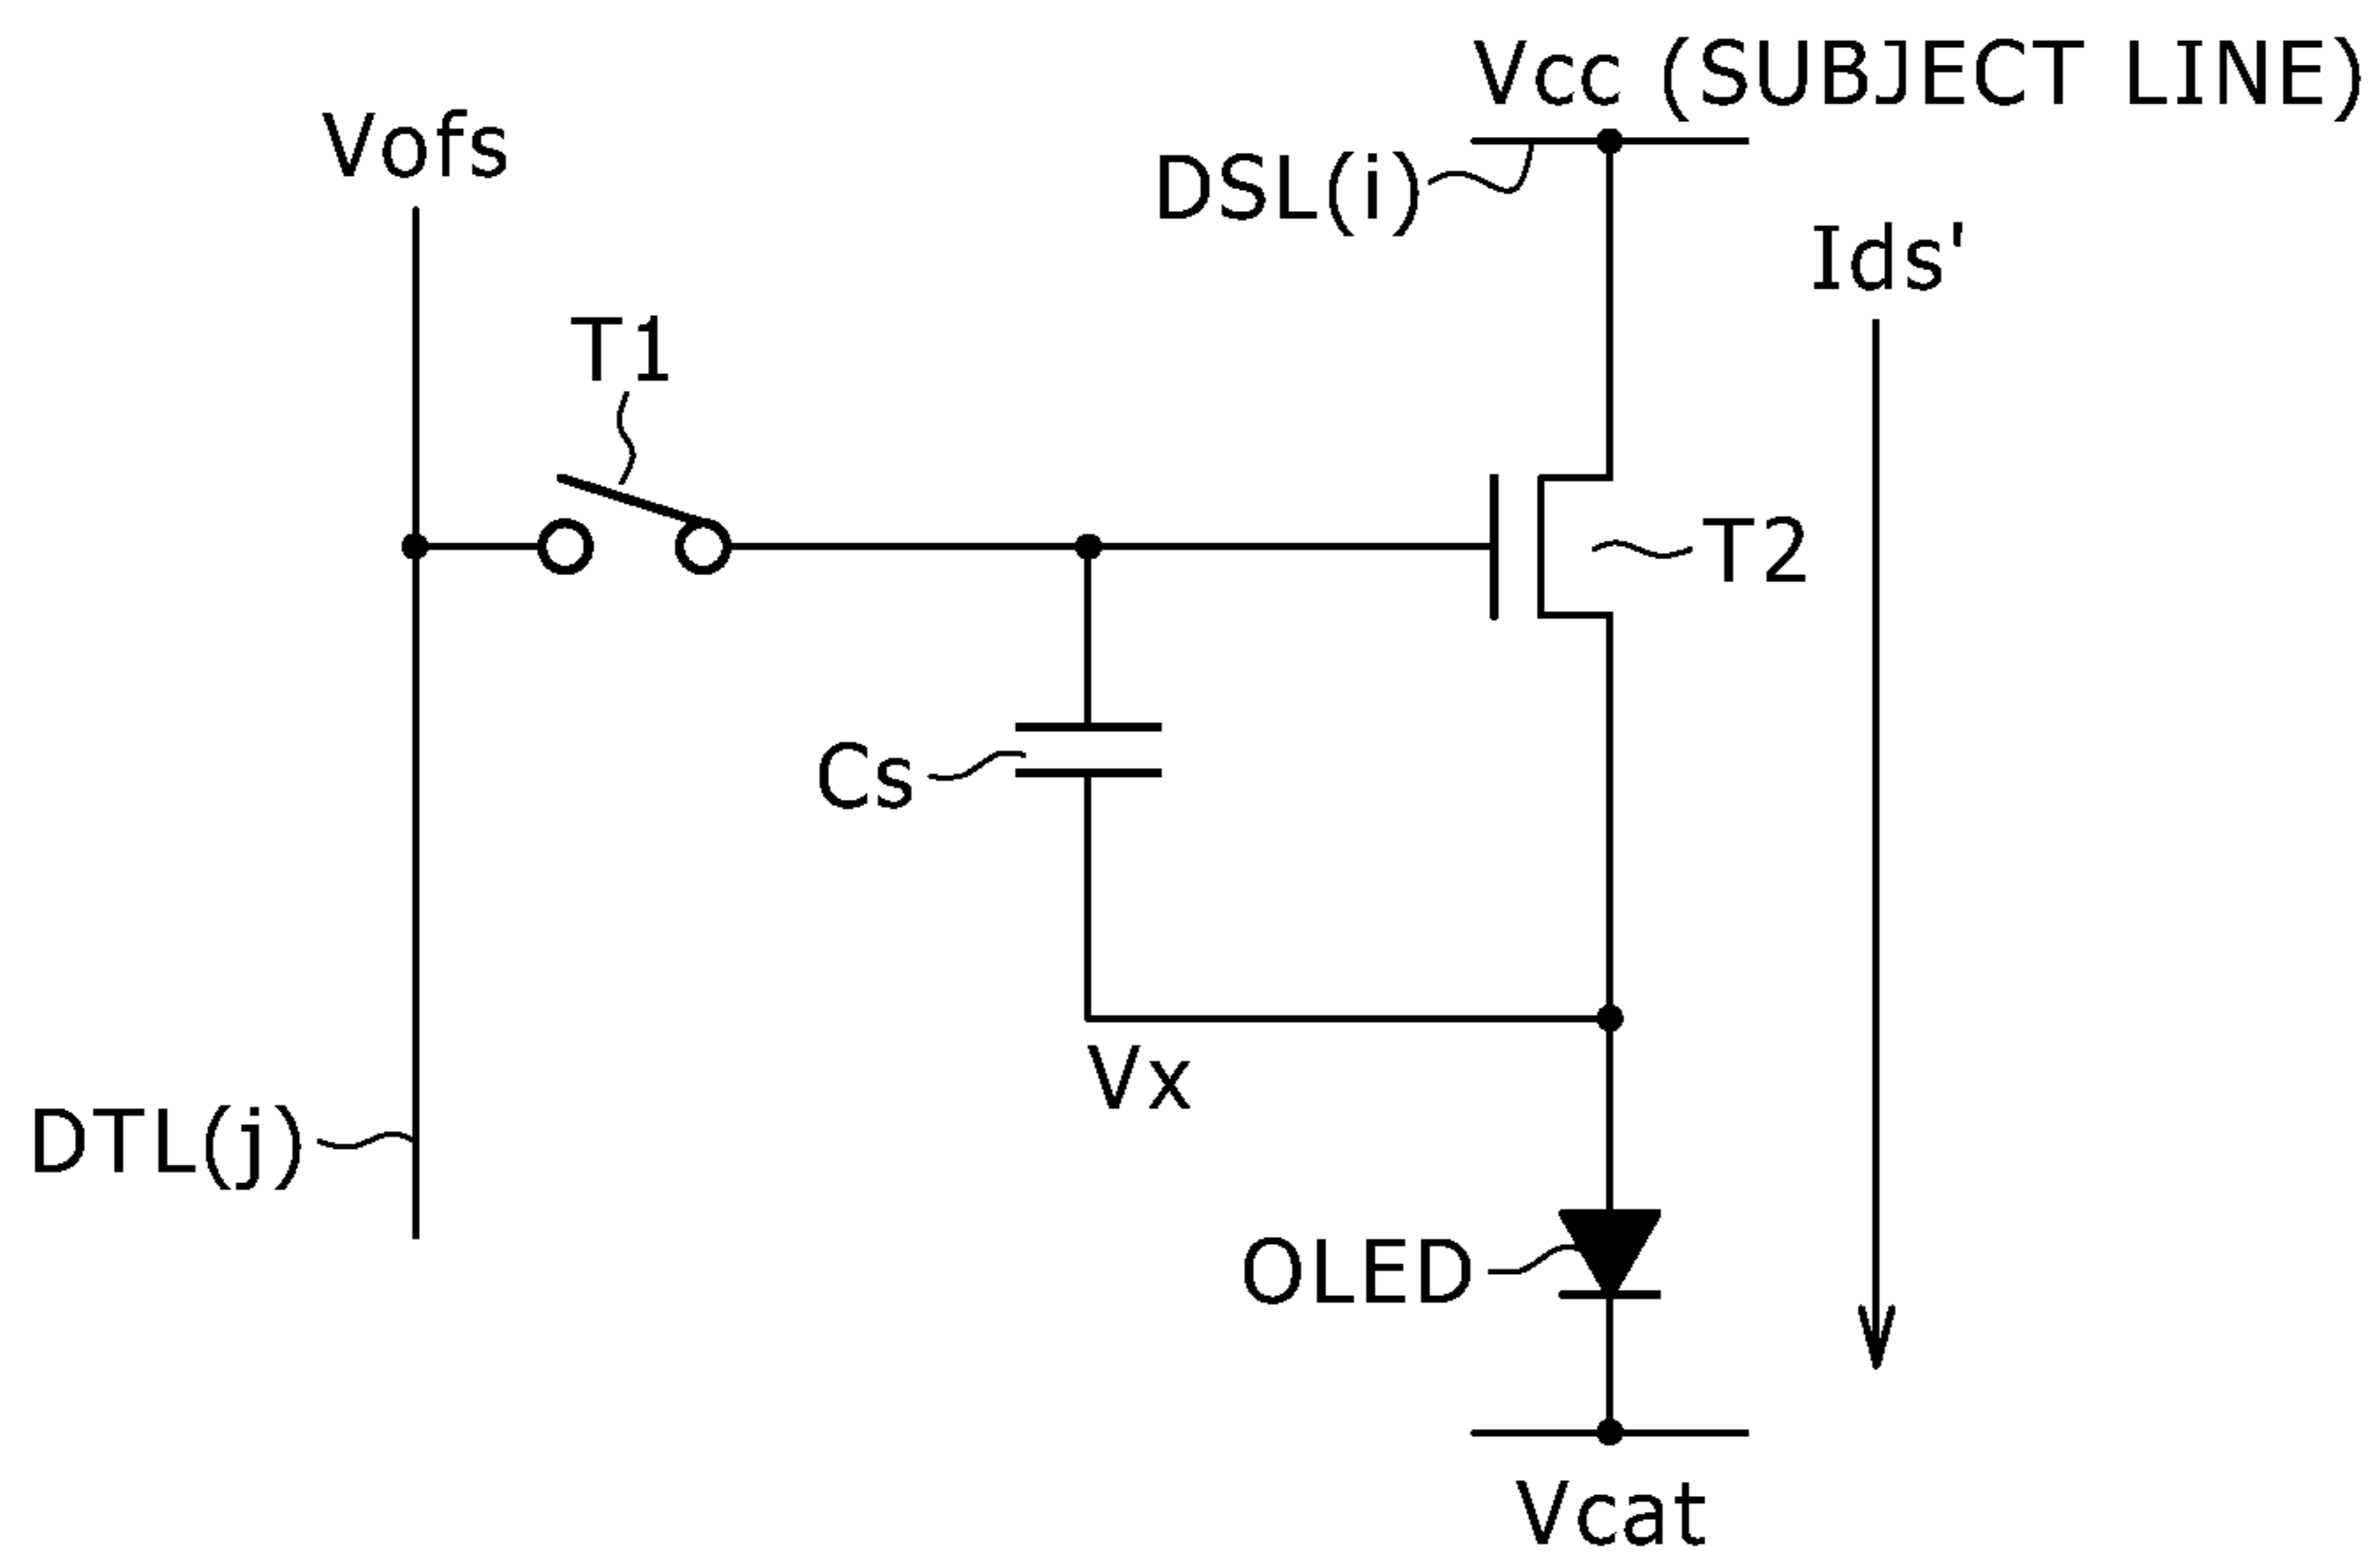 Vcc (SUBJECT LINE)
Vofs
DSL(i)
Ids'
T1
T2
Cs
Vx
DTL(j)
OLED
Vcat